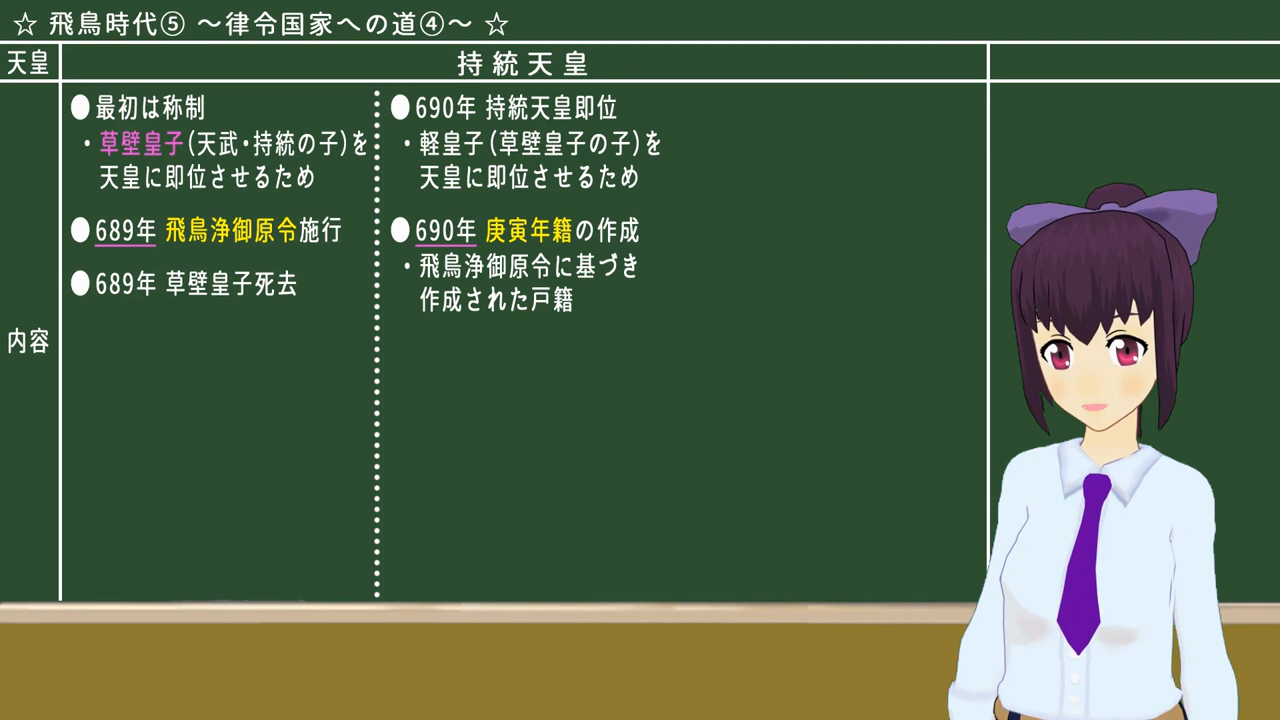 ☆ 飛鳥時代⑤ ～律令国家への道④～ ☆
天皇
持統天皇
●最初は称制
・草壁皇子(天武・持統の子)を
天皇に即位させるため
●689年 飛鳥浄御原令施行
●689年 草壁皇子死去
●690年 持統天皇即位
・軽皇子(草壁皇子の子)を
天皇に即位させるため
●690年 庚寅年籍の作成
・飛鳥浄御原令に基づき
作成された戸籍
内容